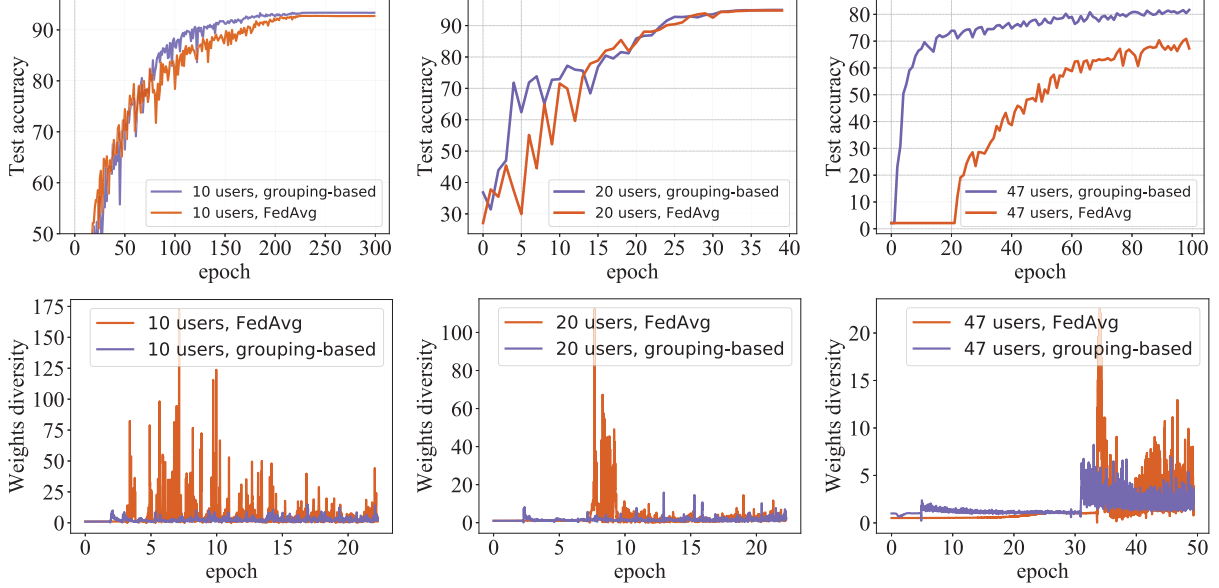 Test accuracy
90
80
70
60
50
10 users, grouping-based
10 users, FedAvg
0 50 100 150 200 250 300
epoch
Test accuracy
90
80
70
60
50
40
30
20 users, grouping-based
20 users, FedAvg
0 5 10 15 20 25 30 35 40
epoch
Test accuracy
80
70
60
50
40
30
20
10
0
47 users, grouping-based
47 users, FedAvg
0 20 40 60 80 100
epoch
Weights diversity
175
150
125
100
75
50
25
0
10 users, FedAvg
10 users, grouping-based
0 5 10 15 20
epoch
Weights diversity
100
80
60
40
20
0
20 users, FedAvg
20 users, grouping-based
0 5 10 15 20
epoch
Weights diversity
20
15
10
5
0
47 users, FedAvg
47 users, grouping-based
0 10 20 30 40 50
epoch